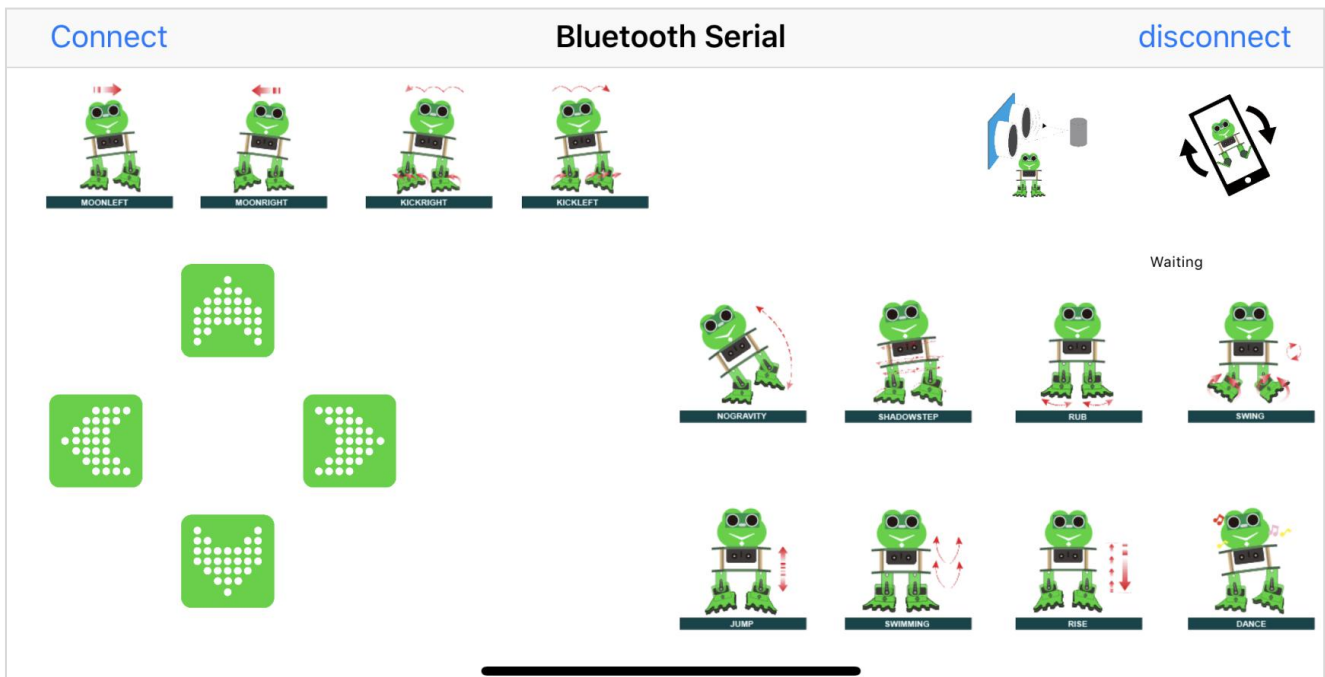 Connect
Bluetooth Serial
disconnect
MOONLEFT
MOONRIGHT
KICKRIGHT
KICKLEFT
Waiting
NOGRAVITY
SHADOWSTEP
RUB
SWING
JUMP
SWIMMING
RISE
DANCE